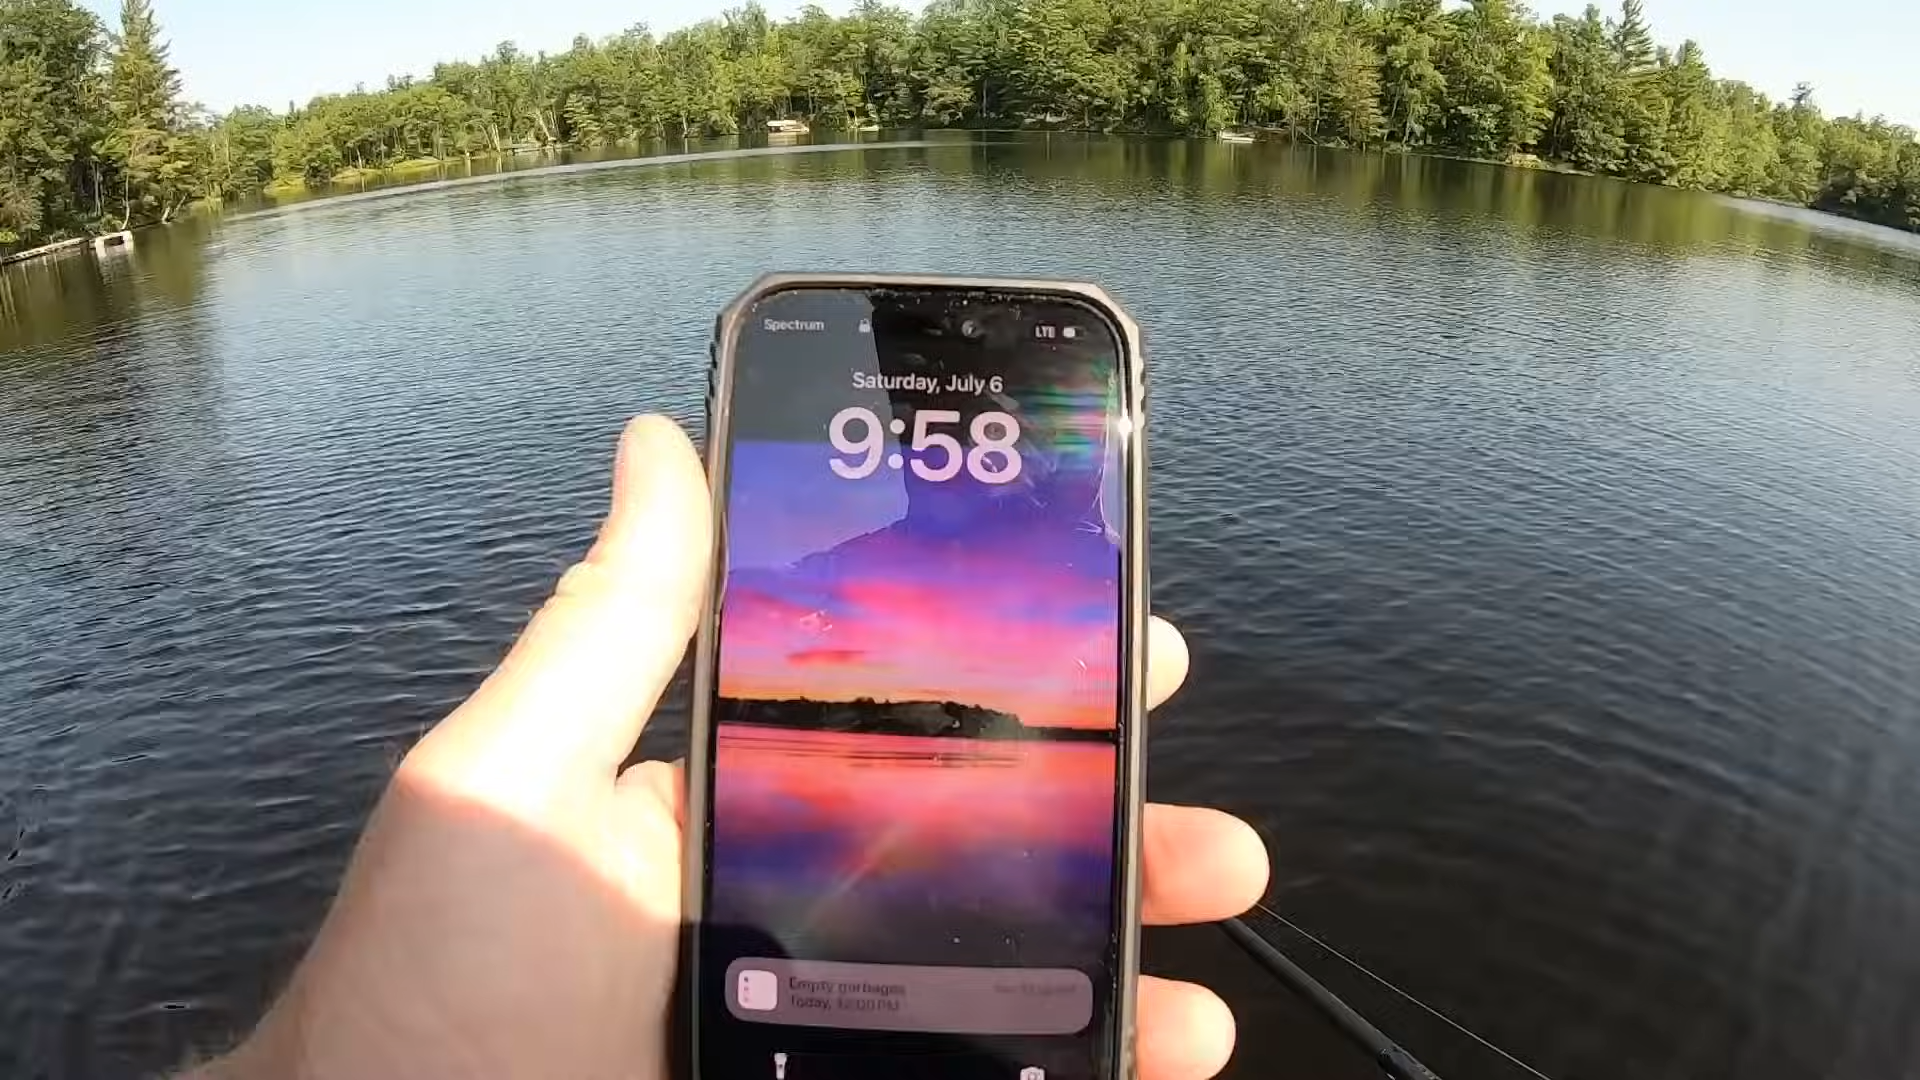 Spectrum
LTE
Saturday, July 6
9:58
Empty garbages
Today, 12:00 PM